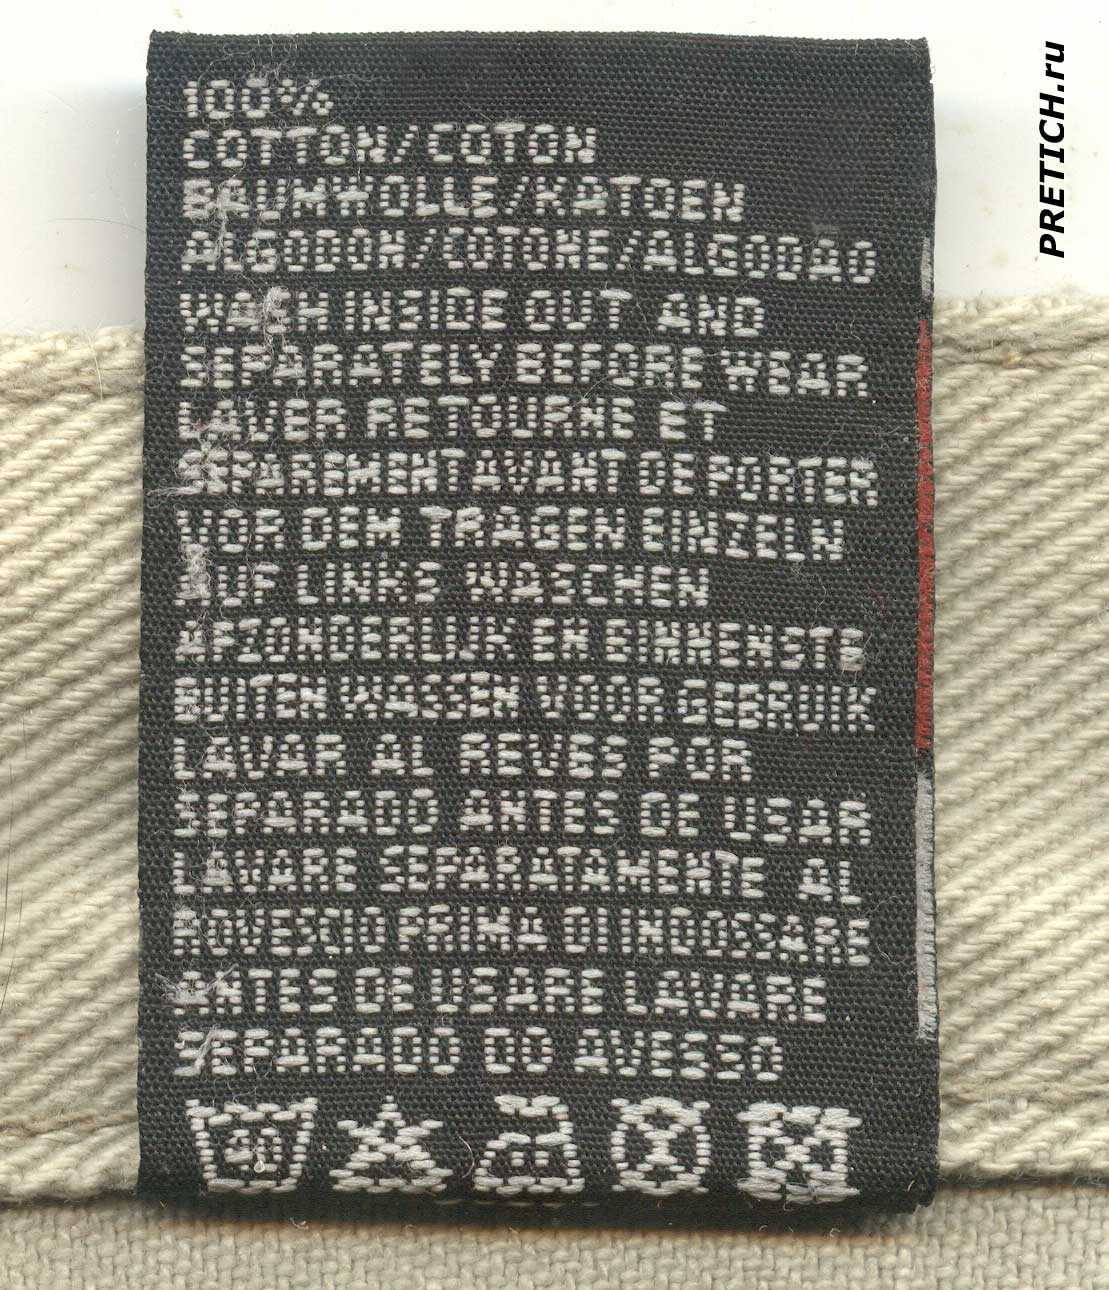 100%
COTTON/COTON
BAUMWOLLE/KATOEN
ALGODON/COTONE/ALGODAO
WASH INSIDE OUT AND
SEPARATELY BEFORE WEAR
LAVER RETOURNE ET
SEPAREMENT AVANT DE PORTER
VOR DEM TRAGEN EINZELN
AUF LINKS WASCHEN
AFZONDERLIJK EN BINNENSTE
BUITEN WASSEN VOOR GEBRUIK
LAVAR AL REVES POR
SEPARADO ANTES DE USAR
LAVARE SEPARATAMENTE AL
ROVESCIO PRIMA DI INDOSSARE
ANTES DE USARE LAVARE
SEPARADO DO AVESSO
40
PRETICH.ru